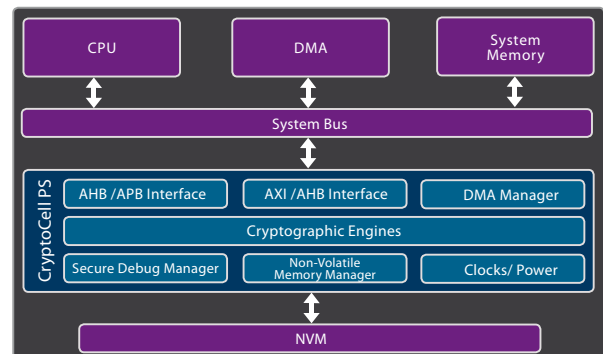 CPU
DMA
System
Memory
System Bus
CryptoCell PS
AHB /APB Interface
AXI /AHB Interface
DMA Manager
Cryptographic Engines
Secure Debug Manager
Non-Volatile
Memory Manager
Clocks/ Power
NVM